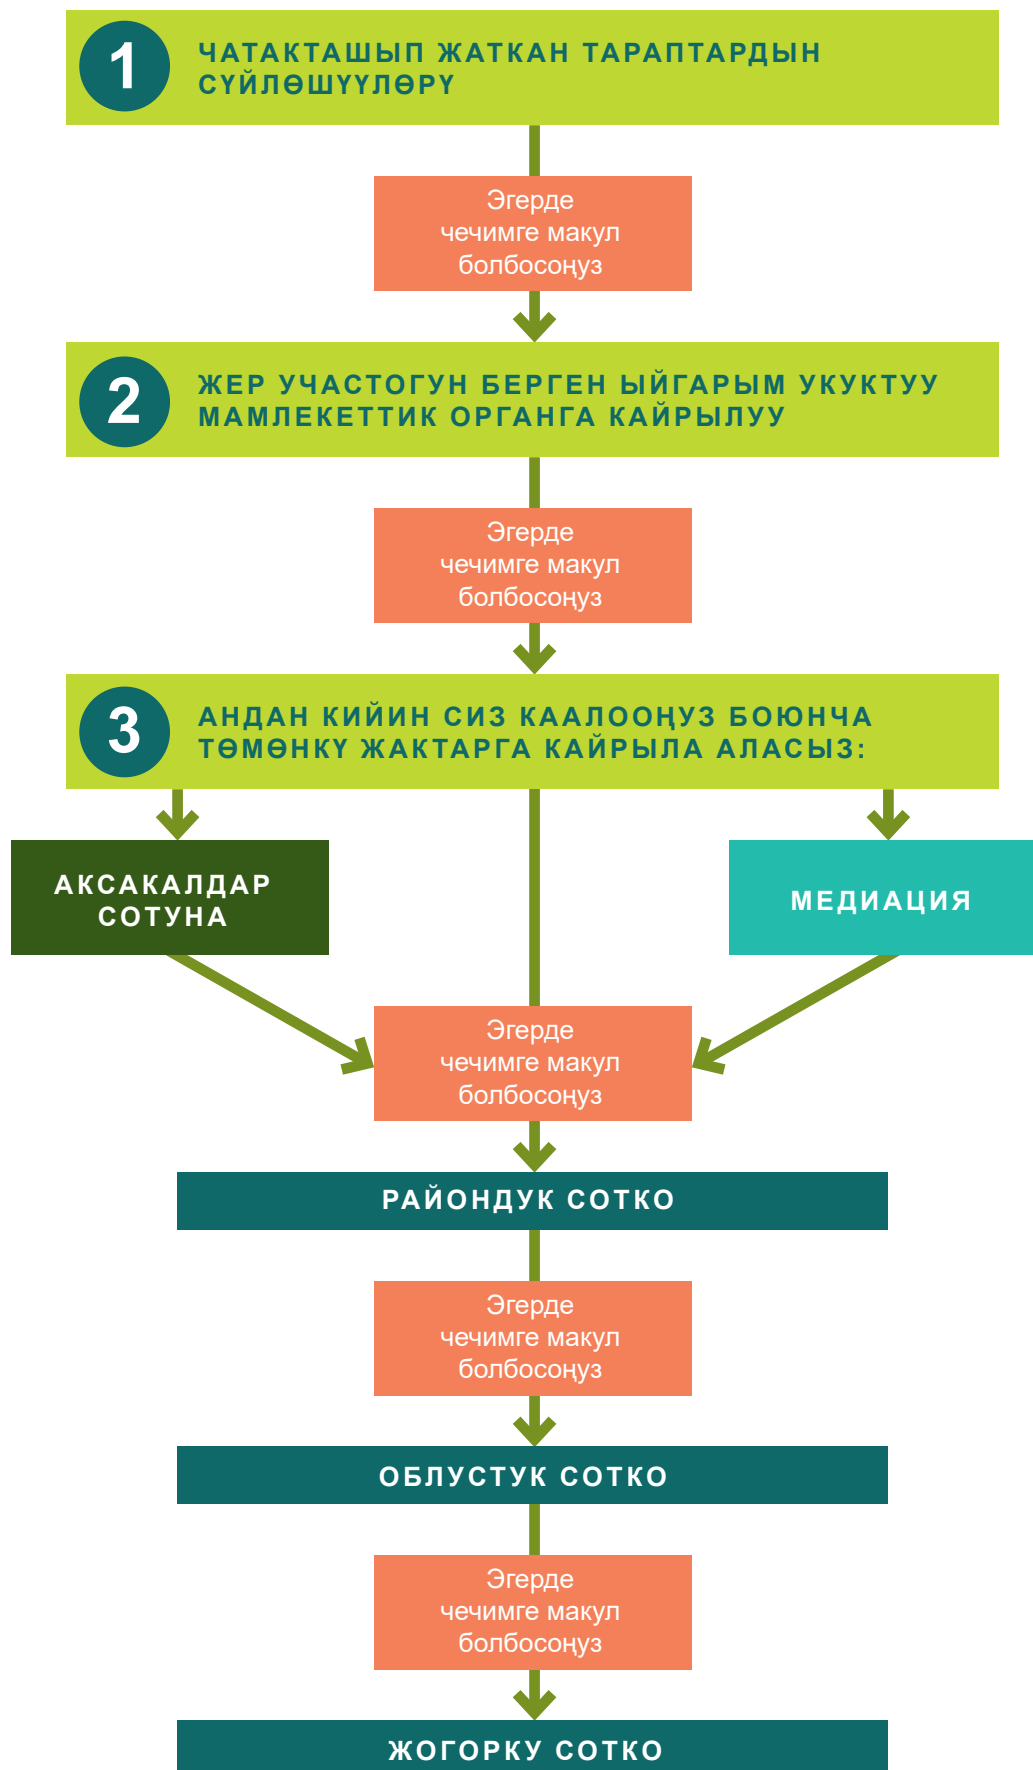 1
ЧАТАКТАШЫП ЖАТКАН ТАРАПТАРДЫН
СҮЙЛӨШҮҮЛӨРҮ
Эгерде
чечимге макул
болбосоңуз
2
ЖЕР УЧАСТОГУН БЕРГЕН ЫЙГАРЫМ УКУКТУУ
МАМЛЕКЕТТИК ОРГАНГА КАЙРЫЛУУ
Эгерде
чечимге макул
болбосоңуз
3
АНДАН КИЙИН СИЗ КААЛООҢУЗ БОЮНЧА
ТӨМӨНКҮ ЖАКТАРГА КАЙРЫЛА АЛАСЫЗ:
АКСАКАЛДАР
СОТУНА
МЕДИАЦИЯ
Эгерде
чечимге макул
болбосоңуз
РАЙОНДУК СОТКО
Эгерде
чечимге макул
болбосоңуз
ОБЛУСТУК СОТКО
Эгерде
чечимге макул
болбосоңуз
ЖОГОРКУ СОТКО